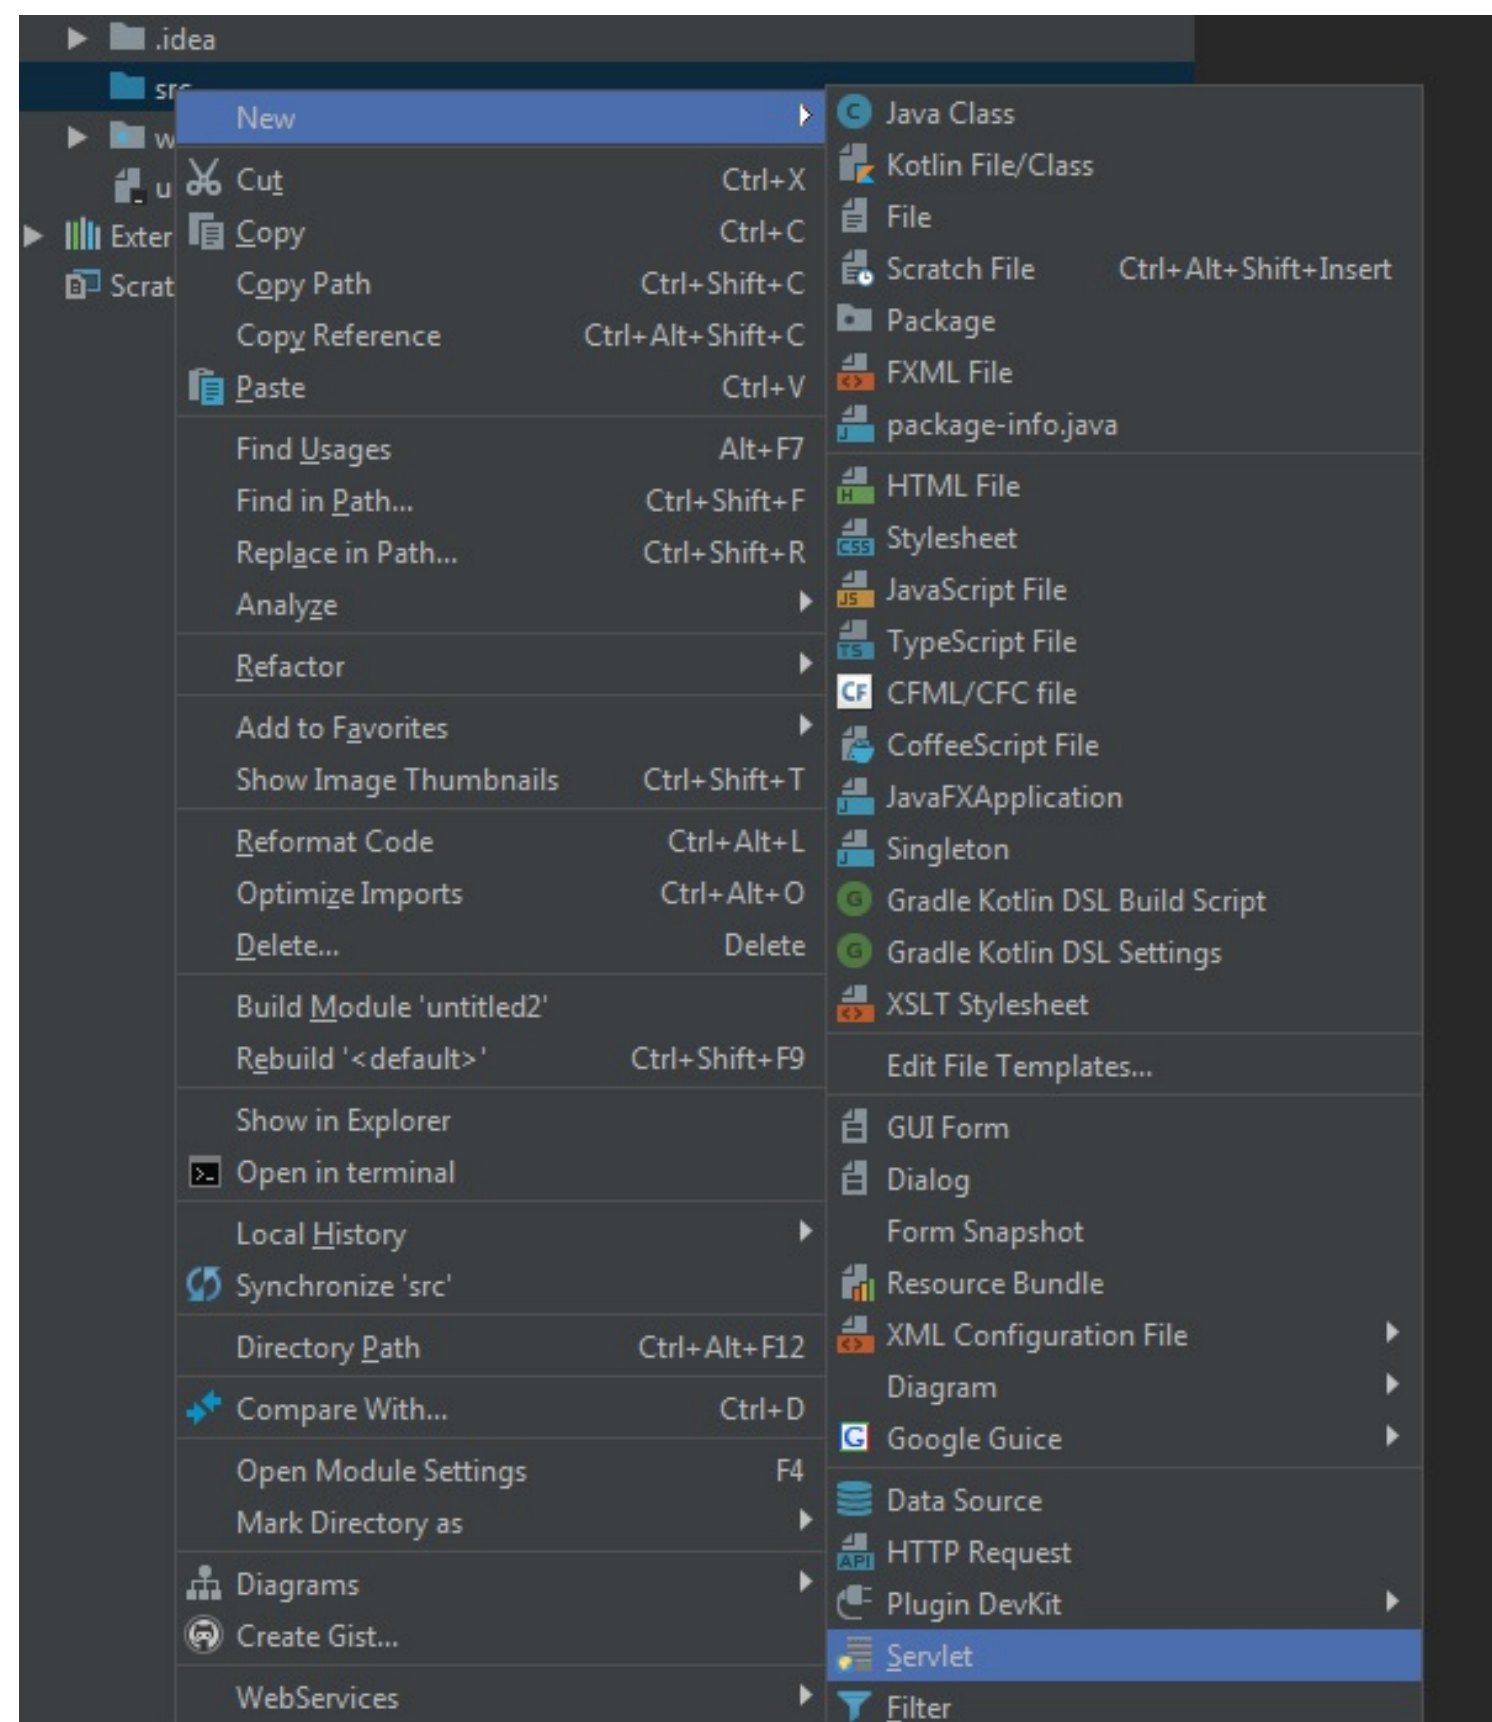 .idea
src
New
w
Cut Ctrl+X
u
Copy Ctrl+C
Exter
Copy Path Ctrl+Shift+C
Scrat
Copy Reference Ctrl+Alt+Shift+C
Paste Ctrl+V
Find Usages Alt+F7
Find in Path... Ctrl+Shift+F
Replace in Path... Ctrl+Shift+R
Analyze
Refactor
Add to Favorites
Show Image Thumbnails Ctrl+Shift+T
Reformat Code Ctrl+Alt+L
Optimize Imports Ctrl+Alt+O
Delete... Delete
Build Module 'untitled2'
Rebuild '<default>' Ctrl+Shift+F9
Show in Explorer
Open in terminal
Local History
Synchronize 'src'
Directory Path Ctrl+Alt+F12
Compare With... Ctrl+D
Open Module Settings F4
Mark Directory as
Diagrams
Create Gist...
WebServices
C Java Class
Kotlin File/Class
File
Scratch File Ctrl+Alt+Shift+Insert
Package
FXML File
J package-info.java
H HTML File
CSS Stylesheet
JS JavaScript File
TS TypeScript File
CF CFML/CFC file
CoffeeScript File
J JavaFXApplication
J Singleton
G Gradle Kotlin DSL Build Script
G Gradle Kotlin DSL Settings
XSLT Stylesheet
Edit File Templates...
GUI Form
Dialog
Form Snapshot
Resource Bundle
XML Configuration File
Diagram
G Google Guice
Data Source
API HTTP Request
Plugin DevKit
Servlet
Filter